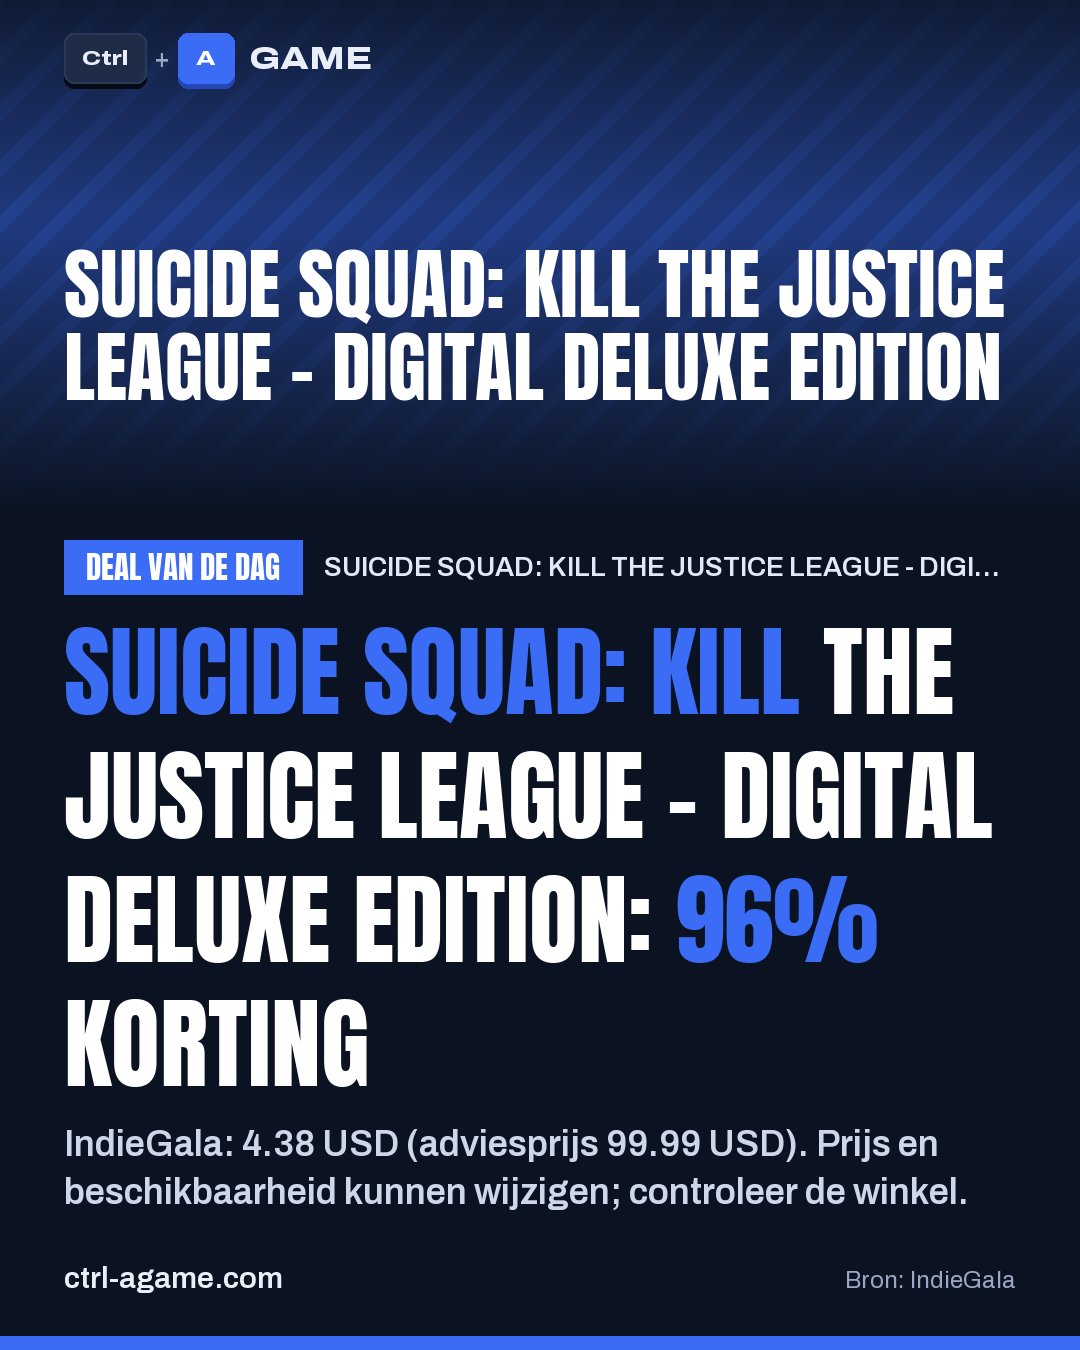 Ctrl + A GAME
SUICIDE SQUAD: KILL THE JUSTICE
LEAGUE - DIGITAL DELUXE EDITION
DEAL VAN DE DAG SUICIDE SQUAD: KILL THE JUSTICE LEAGUE - DIGI...
SUICIDE SQUAD: KILL THE
JUSTICE LEAGUE - DIGITAL
DELUXE EDITION: 96%
KORTING
IndieGala: 4.38 USD (adviesprijs 99.99 USD). Prijs en
beschikbaarheid kunnen wijzigen; controleer de winkel.
ctrl-agame.com Bron: IndieGala